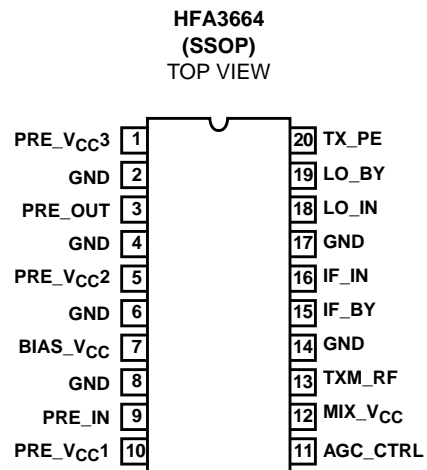 HFA3664
(SSOP)
TOP VIEW
PRE_VCC3 1
GND 2
PRE_OUT 3
GND 4
PRE_VCC2 5
GND 6
BIAS_VCC 7
GND 8
PRE_IN 9
PRE_VCC1 10
20 TX_PE
19 LO_BY
18 LO_IN
17 GND
16 IF_IN
15 IF_BY
14 GND
13 TXM_RF
12 MIX_VCC
11 AGC_CTRL